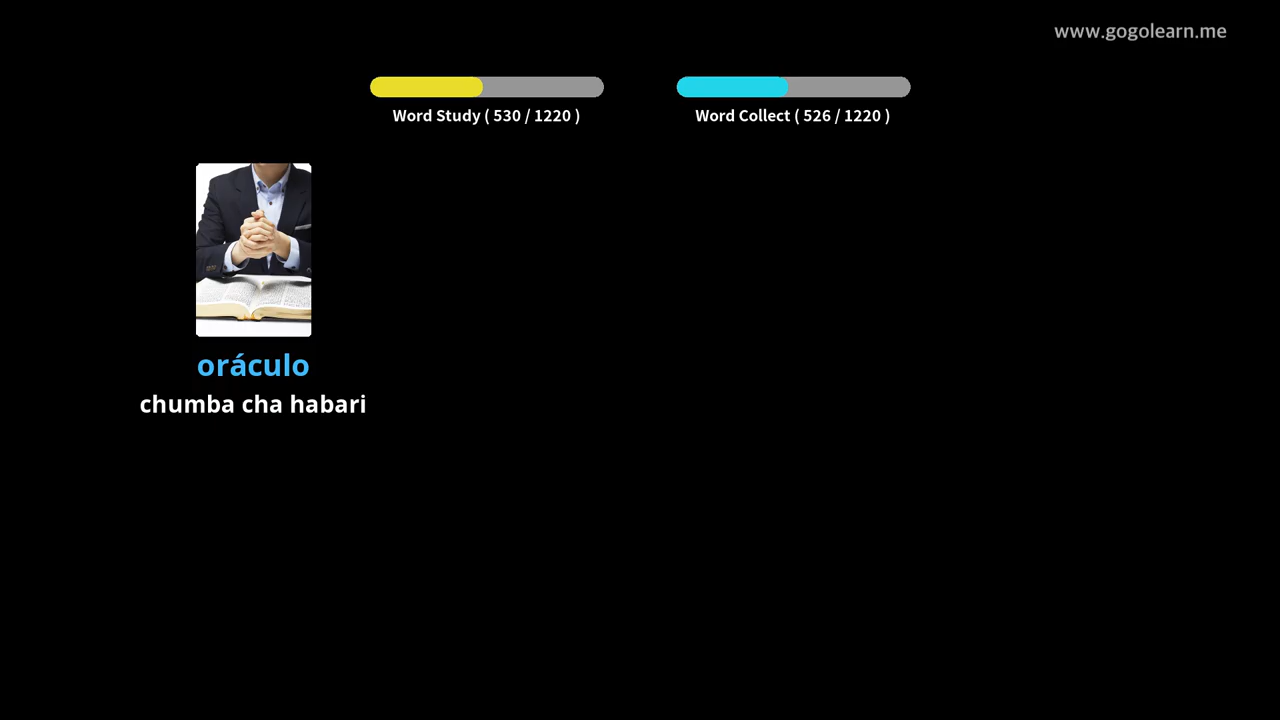 www.gogolearn.me
Word Study ( 530 / 1220 )
Word Collect ( 526 / 1220 )
oráculo
chumba cha habari